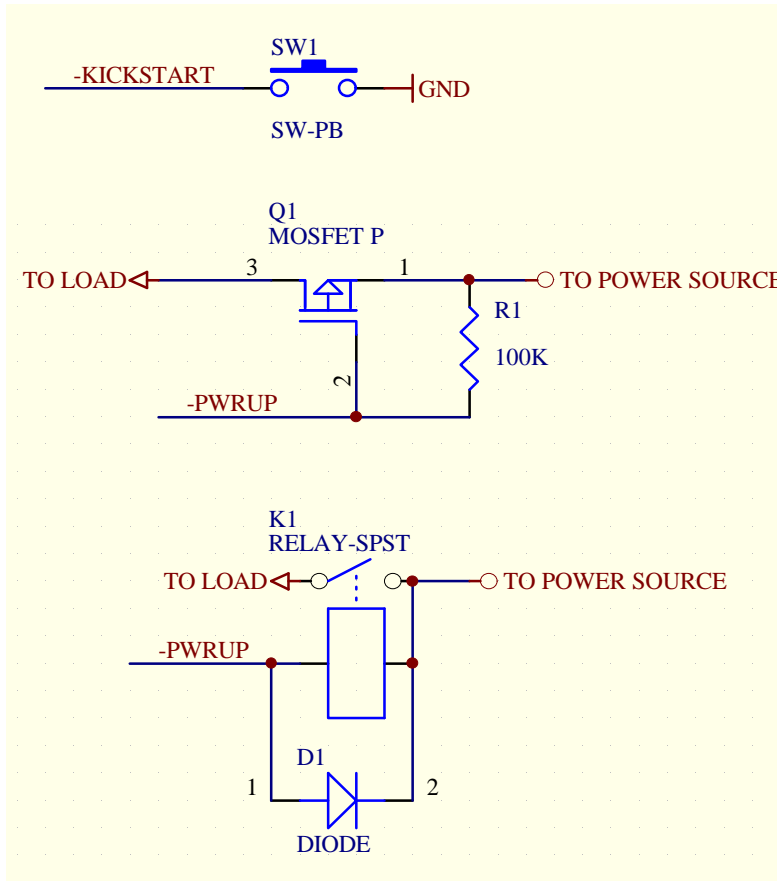 SW1
-KICKSTART
GND
SW-PB
Q1
MOSFET P
TO LOAD
3
1
TO POWER SOURCE
R1
100K
2
-PWRUP
K1
RELAY-SPST
TO LOAD
TO POWER SOURCE
-PWRUP
D1
1
2
DIODE